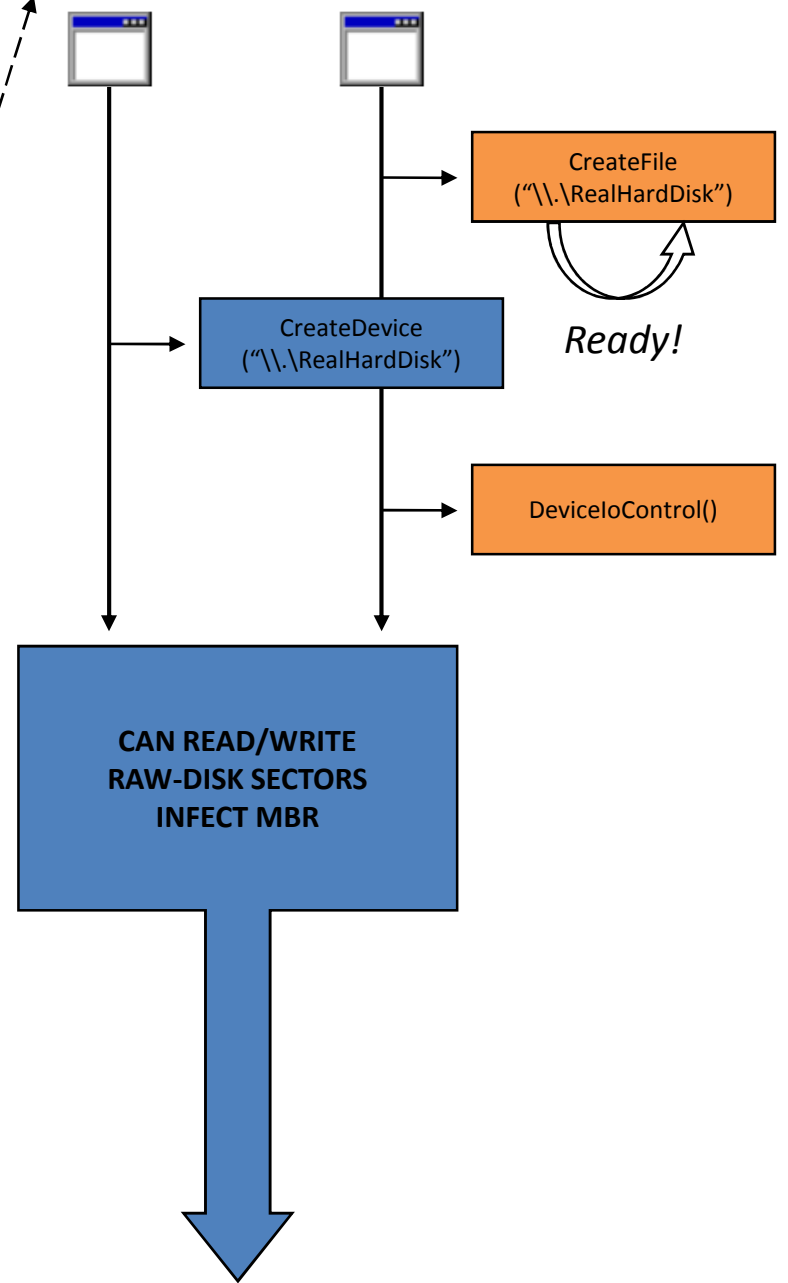 CreateFile
(“\\.\RealHardDisk”)
Ready!
CreateDevice
(“\\.\RealHardDisk”)
DeviceIoControl()
CAN READ/WRITE
RAW-DISK SECTORS
INFECT MBR